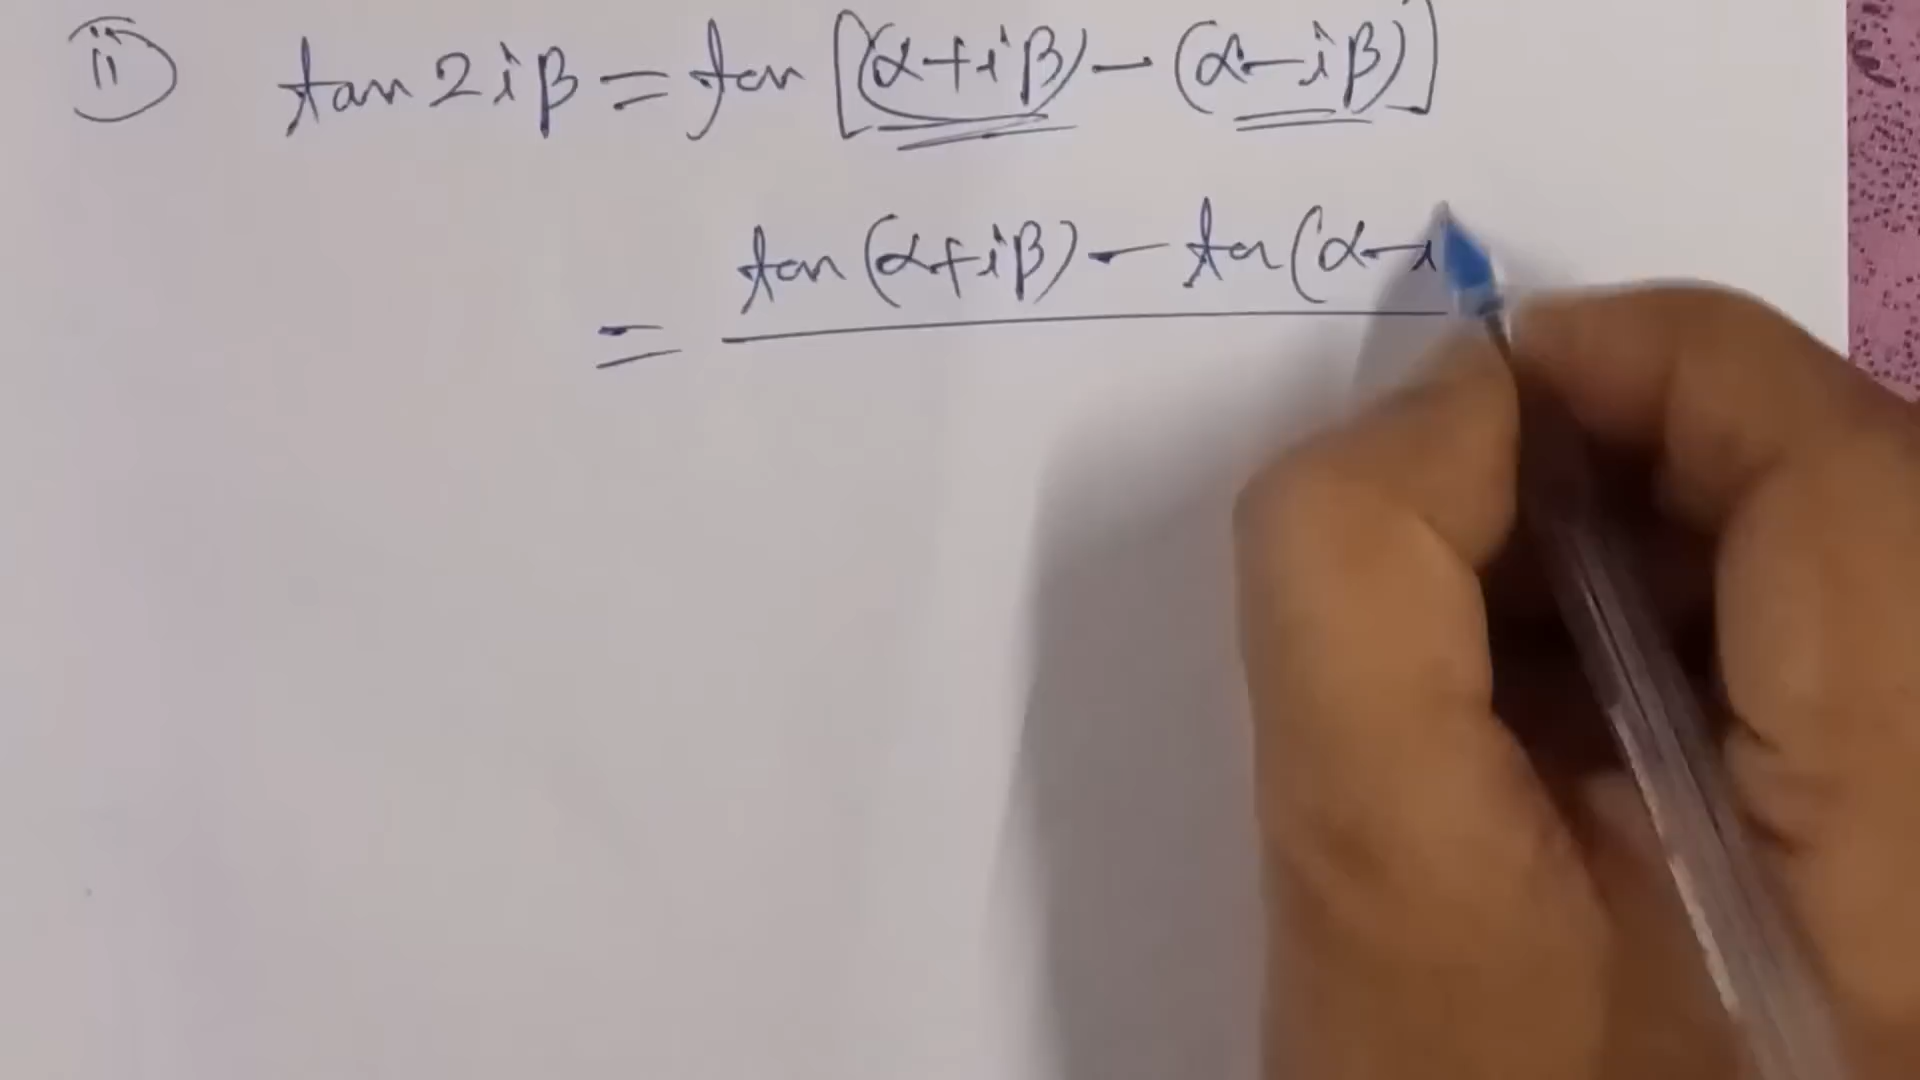 ii) tan 2iβ = tan [(α+iβ) - (α-iβ)]
= tan (α+iβ) - tan (α-i